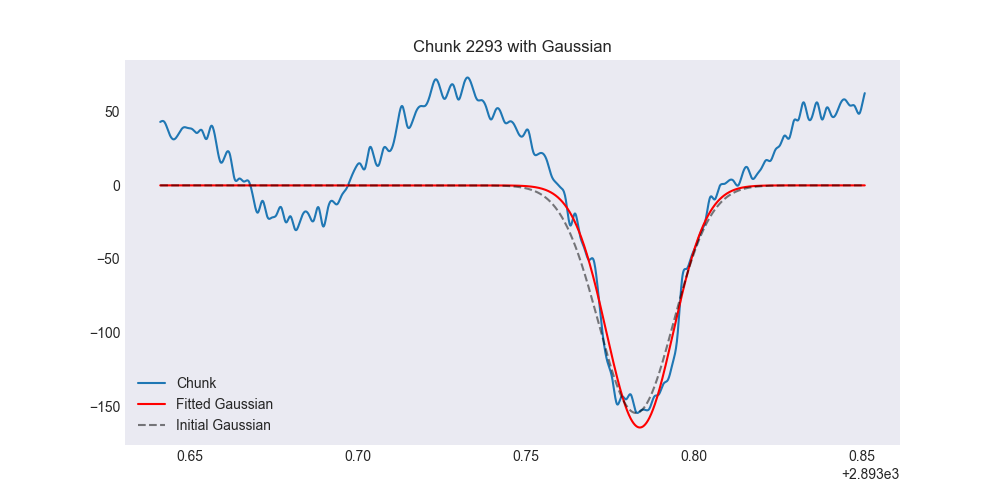 Chunk 2293 with Gaussian
50
0
−50
−100
−150
Chunk
Fitted Gaussian
Initial Gaussian
0.65 0.70 0.75 0.80 0.85
+2.893e3